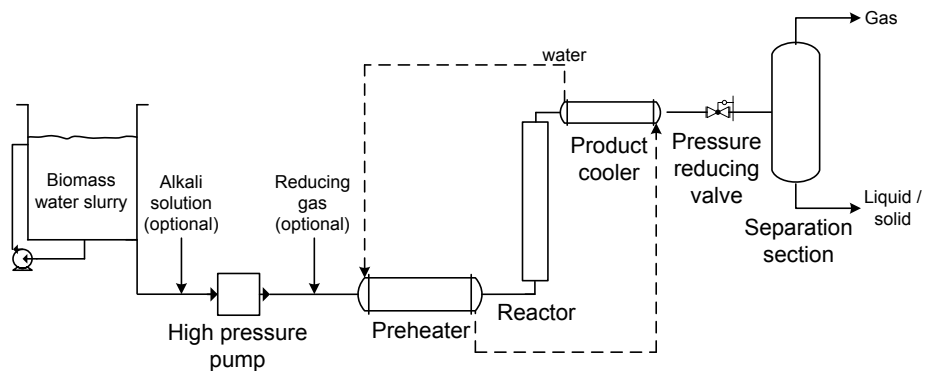 Gas
water
Product
cooler
Pressure
reducing
valve
Biomass
water slurry
Alkali
solution
(optional)
Reducing
gas
(optional)
Liquid /
solid
Separation
section
High pressure
pump
Preheater
Reactor